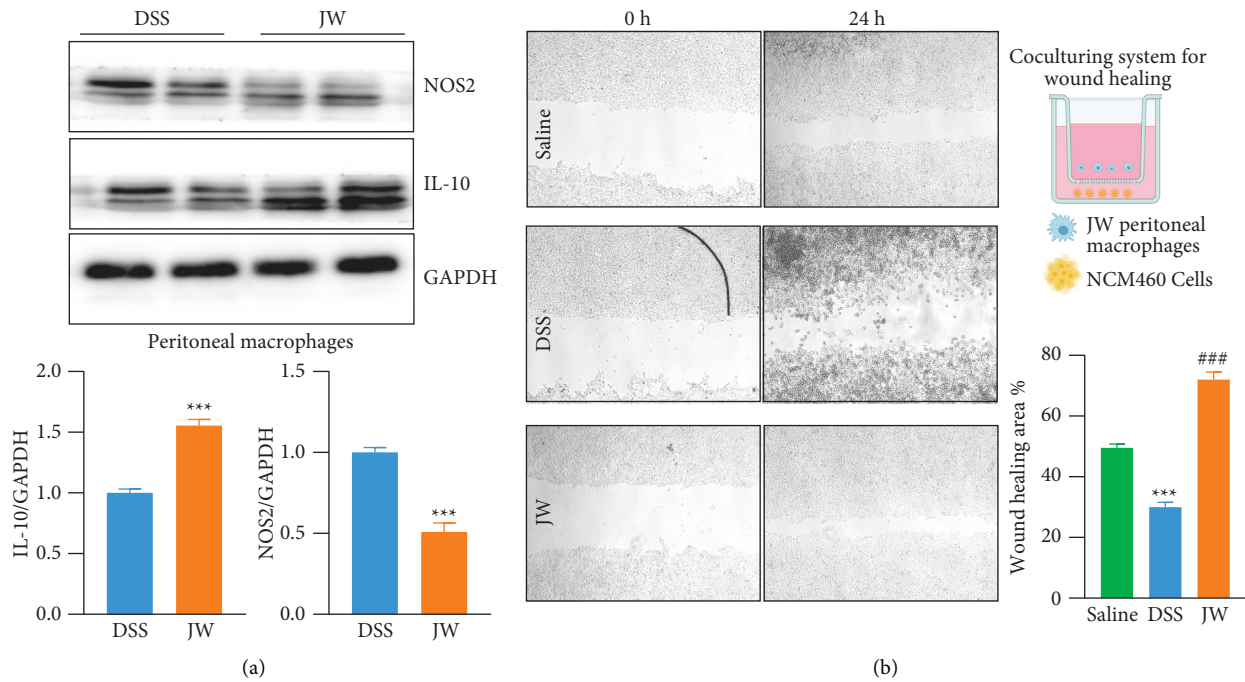 DSS JW
NOS2
IL-10
GAPDH
Peritoneal macrophages
IL-10/GAPDH
2.0
1.5
1.0
0.5
0.0
***
DSS JW
NOS2/GAPDH
1.5
1.0
0.5
0.0
***
DSS JW
(a)
0 h 24 h
Saline
DSS
JW
Coculturing system for
wound healing
JW peritoneal
macrophages
NCM460 Cells
Wound healing area %
80
60
40
20
0
***
###
Saline DSS JW
(b)